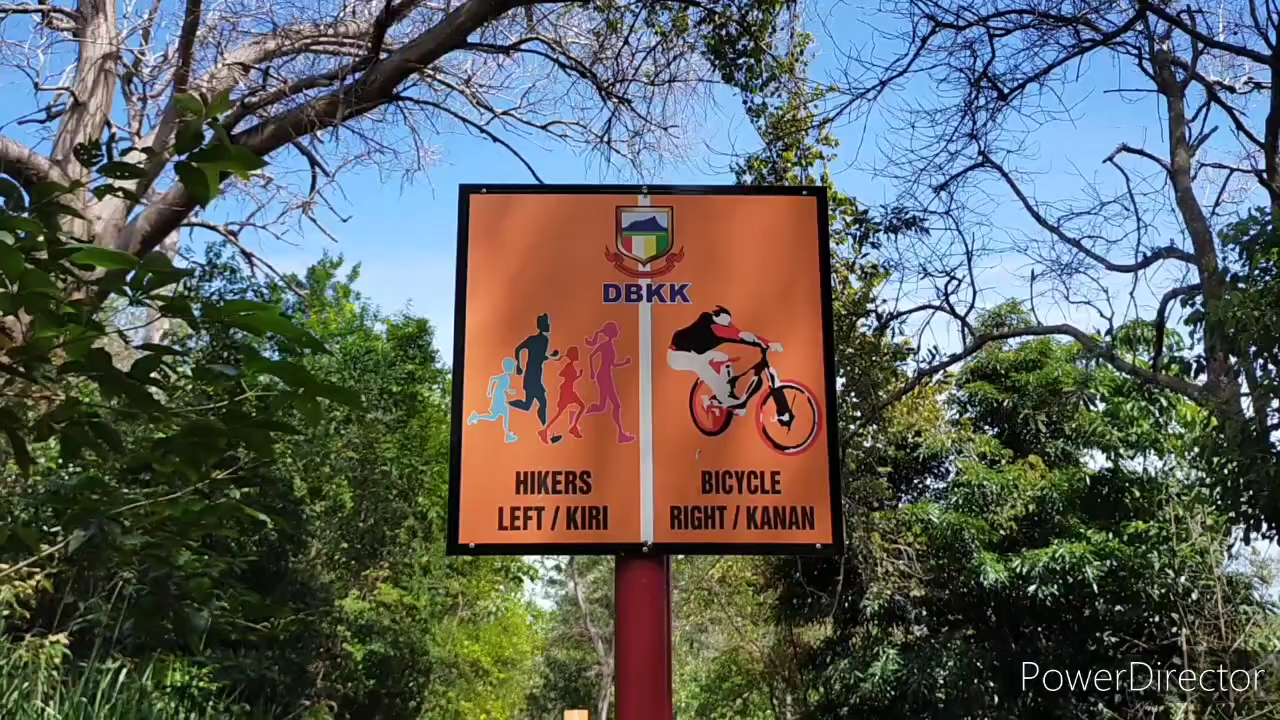 DBKK
HIKERS
LEFT / KIRI
BICYCLE
RIGHT / KANAN
PowerDirector